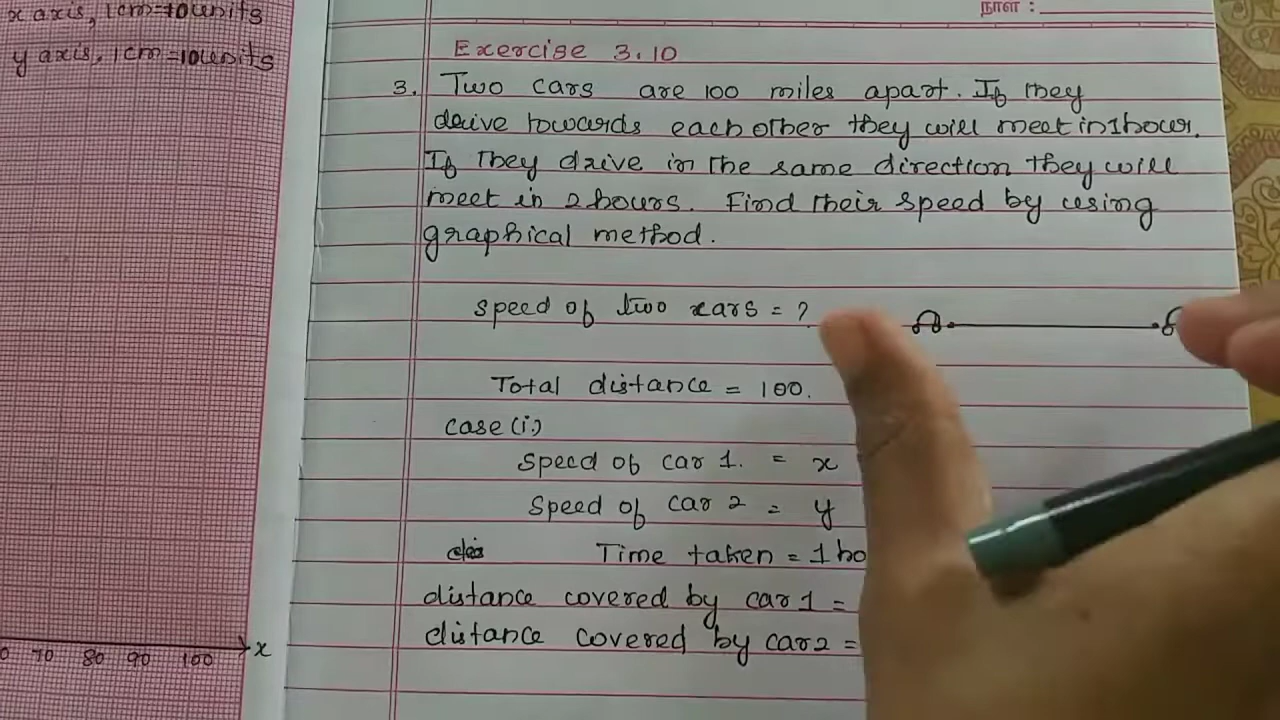 x axis, 1cm=10units
y axis, 1cm=10units
நாள் :
Exercise 3.10
3. Two cars are 100 miles apart. If they
drive towards each other they will meet in 1 hour.
If they drive in the same direction they will
meet in 2 hours. Find their speed by using
graphical method.
Speed of two cars = ?
Total distance = 100.
case (i)
Speed of car 1. = x
Speed of car 2 = y
Time taken = 1 ho
distance covered by car 1 =
distance covered by car 2 =
0 70 80 90 100 x